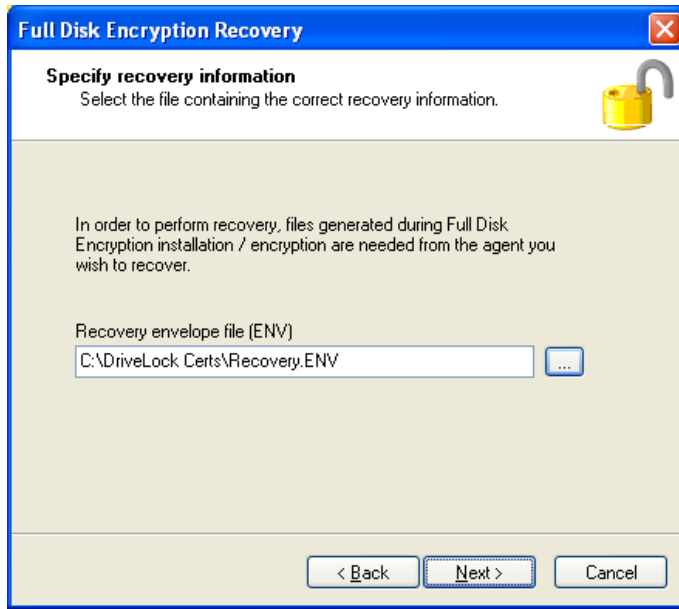 Full Disk Encryption Recovery
Specify recovery information
Select the file containing the correct recovery information.
In order to perform recovery, files generated during Full Disk
Encryption installation / encryption are needed from the agent you
wish to recover.
Recovery envelope file (ENV)
C:\DriveLock Certs\Recovery.ENV
...
< Back
Next >
Cancel